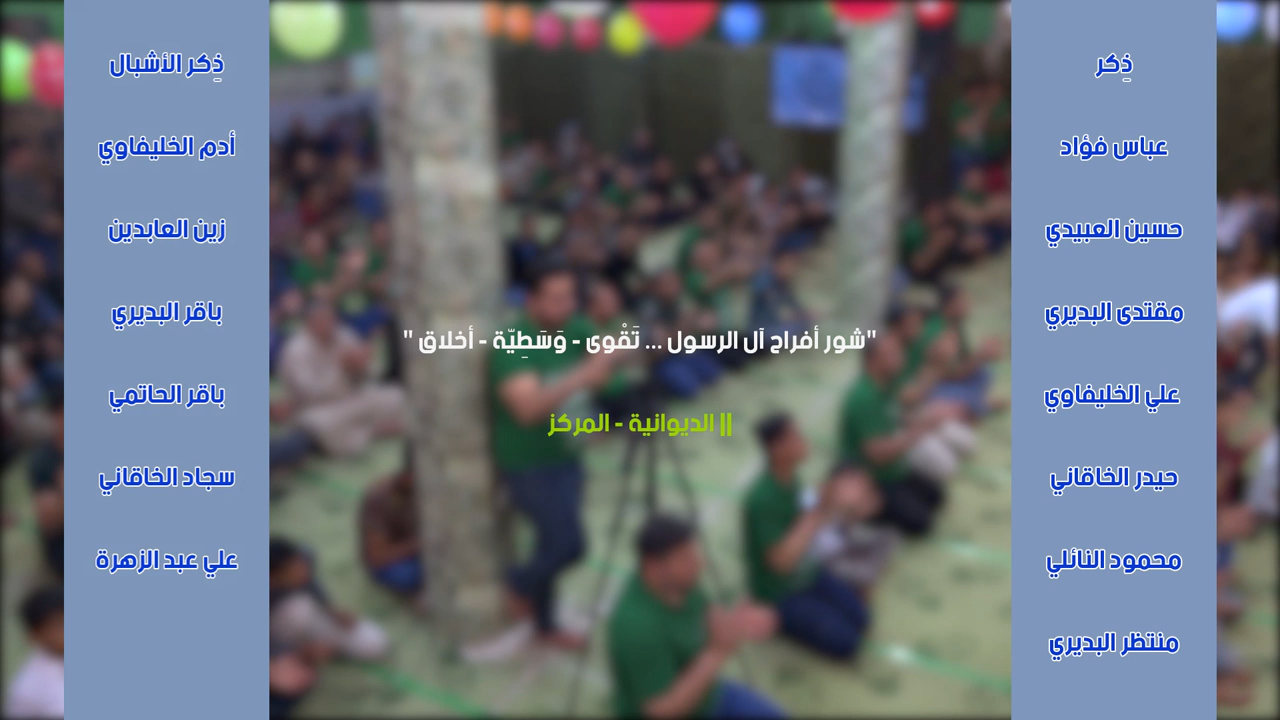 ذِكر
عباس فؤاد
حسين العبيدي
مقتدى البديري
علي الخليفاوي
حيدر الخاقاني
محمود النائلي
منتظر البديري
"شور أفراح آل الرسول ... تَقْوى - وَسَطِيّة - أخلاق "
|| الديوانية - المركز
ذِكر الأشبال
أدم الخليفاوي
زين العابدين
باقر البديري
باقر الحاتمي
سجاد الخاقاني
علي عبد الزهرة